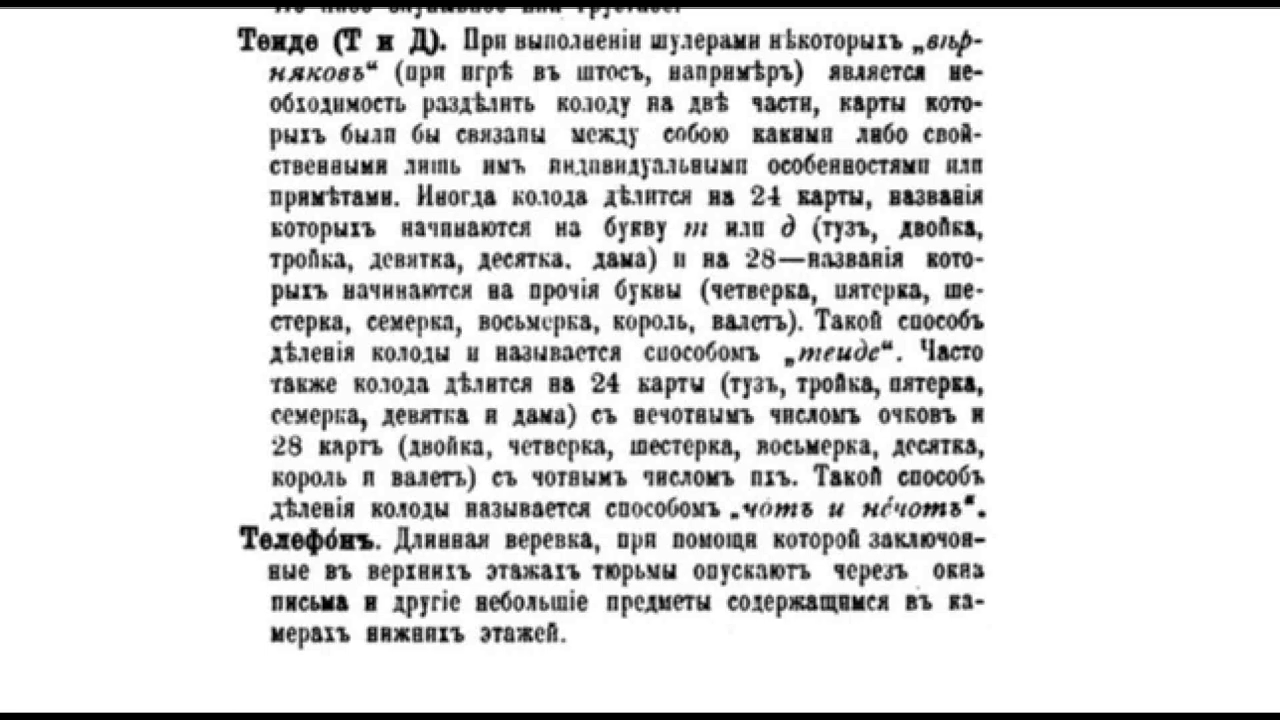 Теиде (Т и Д). При выполненіи шулерами нѣкоторыхъ „вѣр-
няковъ“ (при игрѣ въ штосъ, напримѣръ) является не-
обходимость раздѣлить колоду на двѣ части, карты кото-
рыхъ были бы связаны между собою какими либо свой-
ственными лишь имъ индивидуальными особенностями или
примѣтами. Иногда колода дѣлится на 24 карты, названія
которыхъ начинаются на букву т или д (тузъ, двойка,
тройка, девятка, десятка, дама) и на 28—названія кото-
рыхъ начинаются на прочія буквы (четверка, пятерка, ше-
стерка, семерка, восьмерка, король, валетъ). Такой способъ
дѣленія колоды и называется способомъ „теиде“. Часто
также колода дѣлится на 24 карты (тузъ, тройка, пятерка,
семерка, девятка и дама) съ нечотнымъ числомъ очковъ и
28 картъ (двойка, четверка, шестерка, восьмерка, десятка,
король и валетъ) съ чотнымъ числомъ ихъ. Такой способъ
дѣленія колоды называется способомъ „чотъ и нéчотъ“.
Телефóнъ. Длинная веревка, при помощи которой заключон-
ные въ верхнихъ этажахъ тюрьмы опускаютъ черезъ окна
письма и другіе небольшіе предметы содержащимся въ ка-
мерахъ нижнихъ этажей.